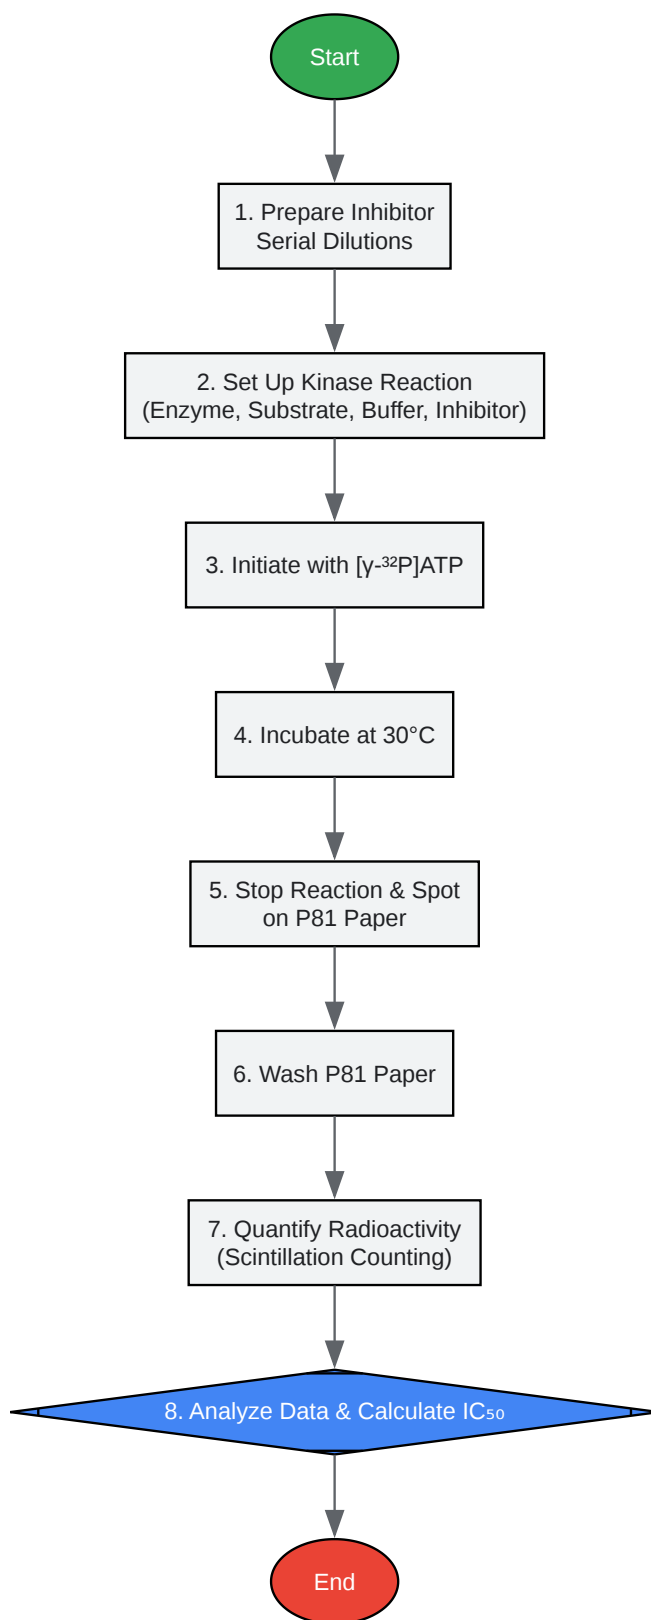 Start
1. Prepare Inhibitor
Serial Dilutions
2. Set Up Kinase Reaction
(Enzyme, Substrate, Buffer, Inhibitor)
3. Initiate with [γ-³²P]ATP
4. Incubate at 30°C
5. Stop Reaction & Spot
on P81 Paper
6. Wash P81 Paper
7. Quantify Radioactivity
(Scintillation Counting)
8. Analyze Data & Calculate IC₅₀
End